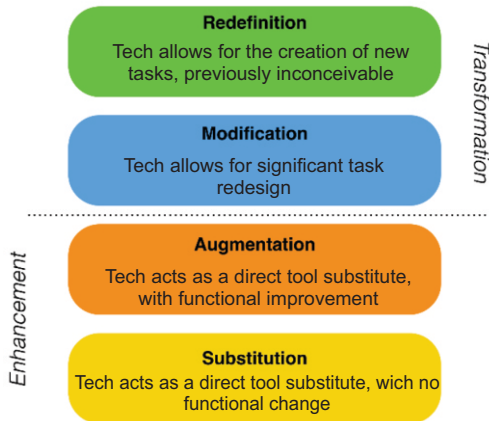 Redefinition
Tech allows for the creation of new
tasks, previously inconceivable
Transformation
Modification
Tech allows for significant task
redesign
Augmentation
Tech acts as a direct tool substitute,
with functional improvement
Enhancement
Substitution
Tech acts as a direct tool substitute, wich no
functional change